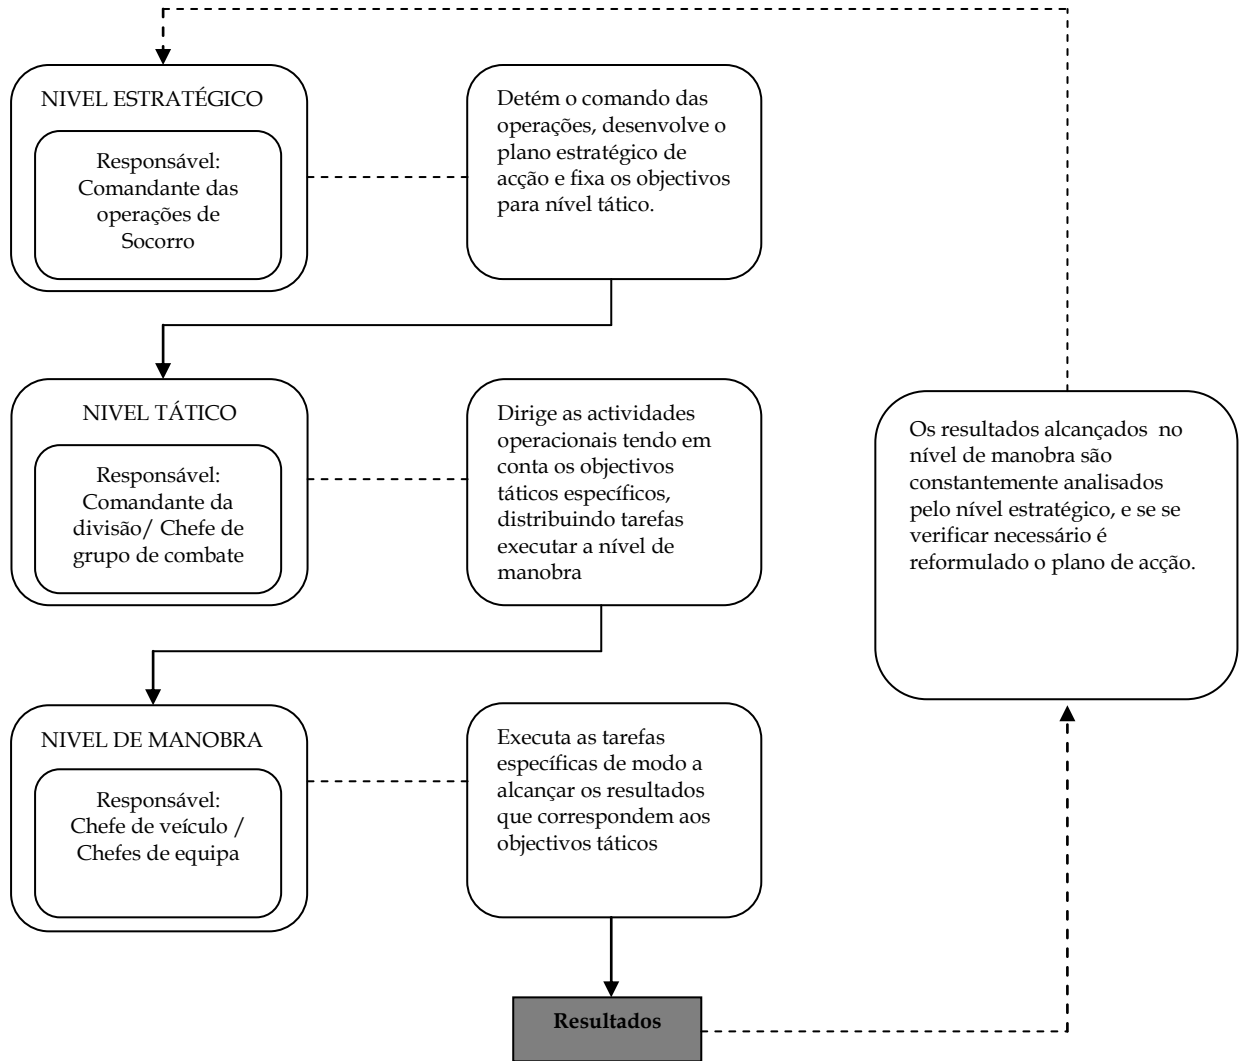 NIVEL ESTRATÉGICO
Responsável:
Comandante das
operações de
Socorro
Detém o comando das
operações, desenvolve o
plano estratégico de
acção e fixa os objectivos
para nível tático.
NIVEL TÁTICO
Responsável:
Comandante da
divisão/ Chefe de
grupo de combate
Dirige as actividades
operacionais tendo em
conta os objectivos
táticos específicos,
distribuindo tarefas
executar a nível de
manobra
Os resultados alcançados no
nível de manobra são
constantemente analisados
pelo nível estratégico, e se se
verificar necessário é
reformulado o plano de acção.
NIVEL DE MANOBRA
Responsável:
Chefe de veículo /
Chefes de equipa
Executa as tarefas
específicas de modo a
alcançar os resultados
que correspondem aos
objectivos táticos
Resultados